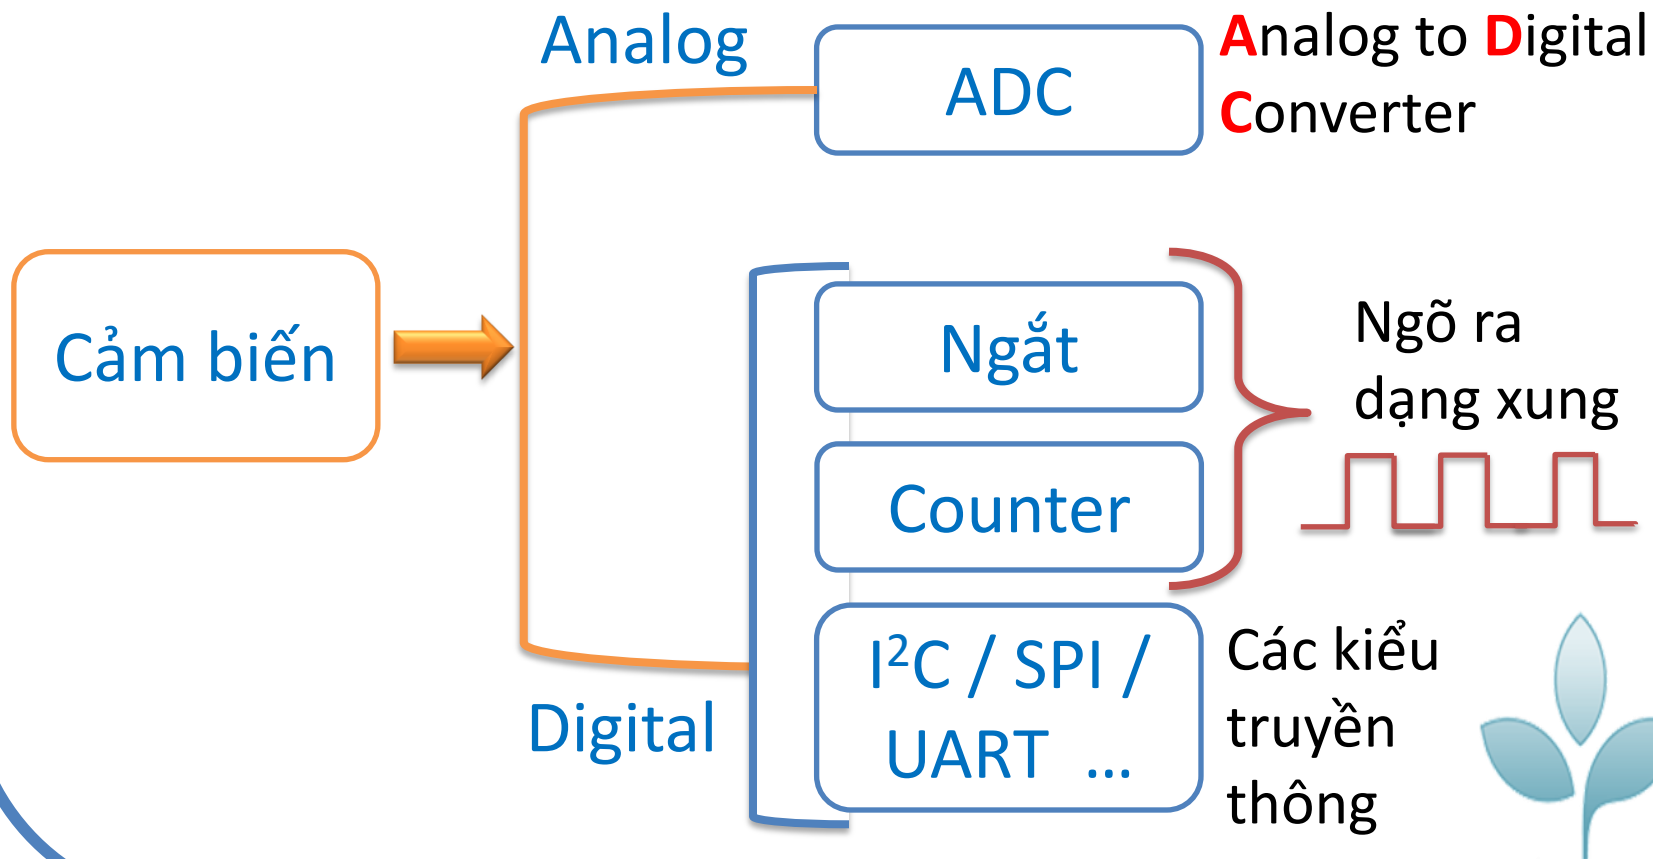 Analog
ADC
Analog to Digital
Converter
Cảm biến
Ngắt
Counter
Ngõ ra
dạng xung
Digital
I²C / SPI /
UART ...
Các kiểu
truyền
thông